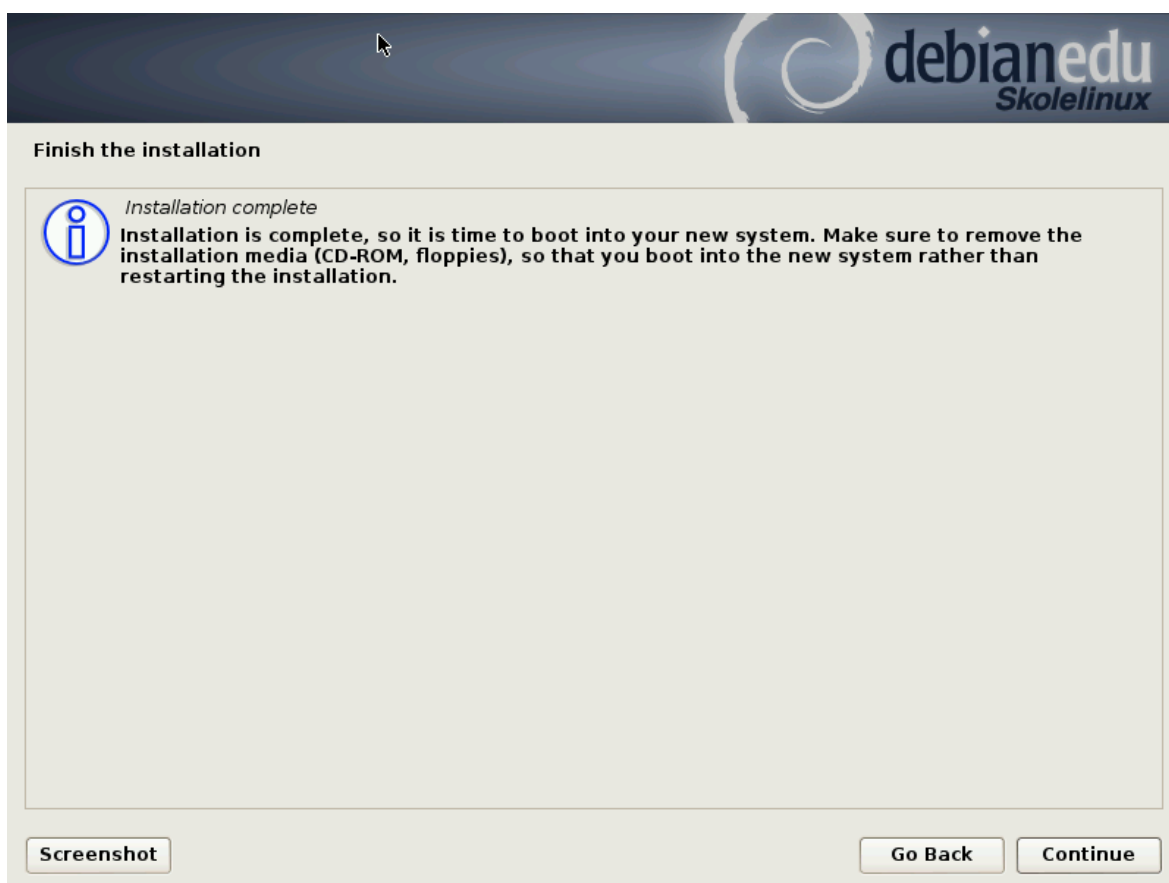 debianedu
Skolelinux
Finish the installation
Installation complete
Installation is complete, so it is time to boot into your new system. Make sure to remove the
installation media (CD-ROM, floppies), so that you boot into the new system rather than
restarting the installation.
Screenshot
Go Back
Continue